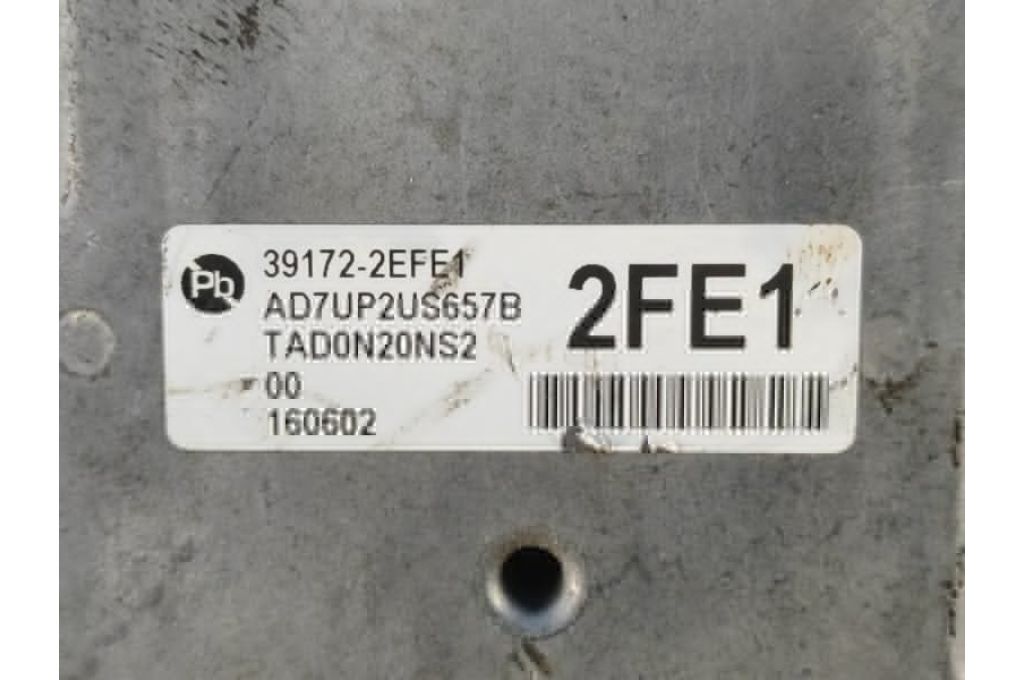 Pb
39172-2EFE1
2FE1
AD7UP2US657B
TAD0N20NS2
00
160602